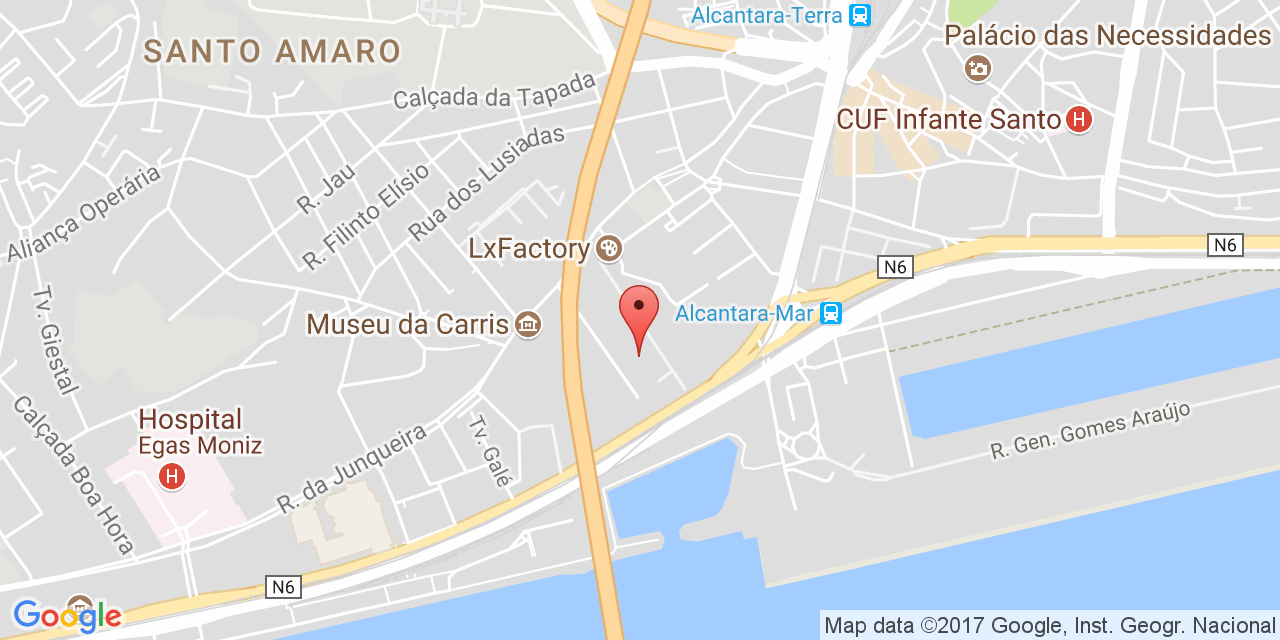 Alcantara-Terra
Palácio das Necessidades
SANTO AMARO
Calçada da Tapada
CUF Infante Santo
H
Rua dos Lusiadas
R. Jau
R. Filinto Elísio
Aliança Operária
LxFactory
N6
N6
Alcantara-Mar
Museu da Carris
Tv. Giestal
Calçada Boa Hora
Hospital
Egas Moniz
H
R. da Junqueira
Tv. Galé
R. Gen. Gomes Araújo
N6
Google
Map data ©2017 Google, Inst. Geogr. Nacional